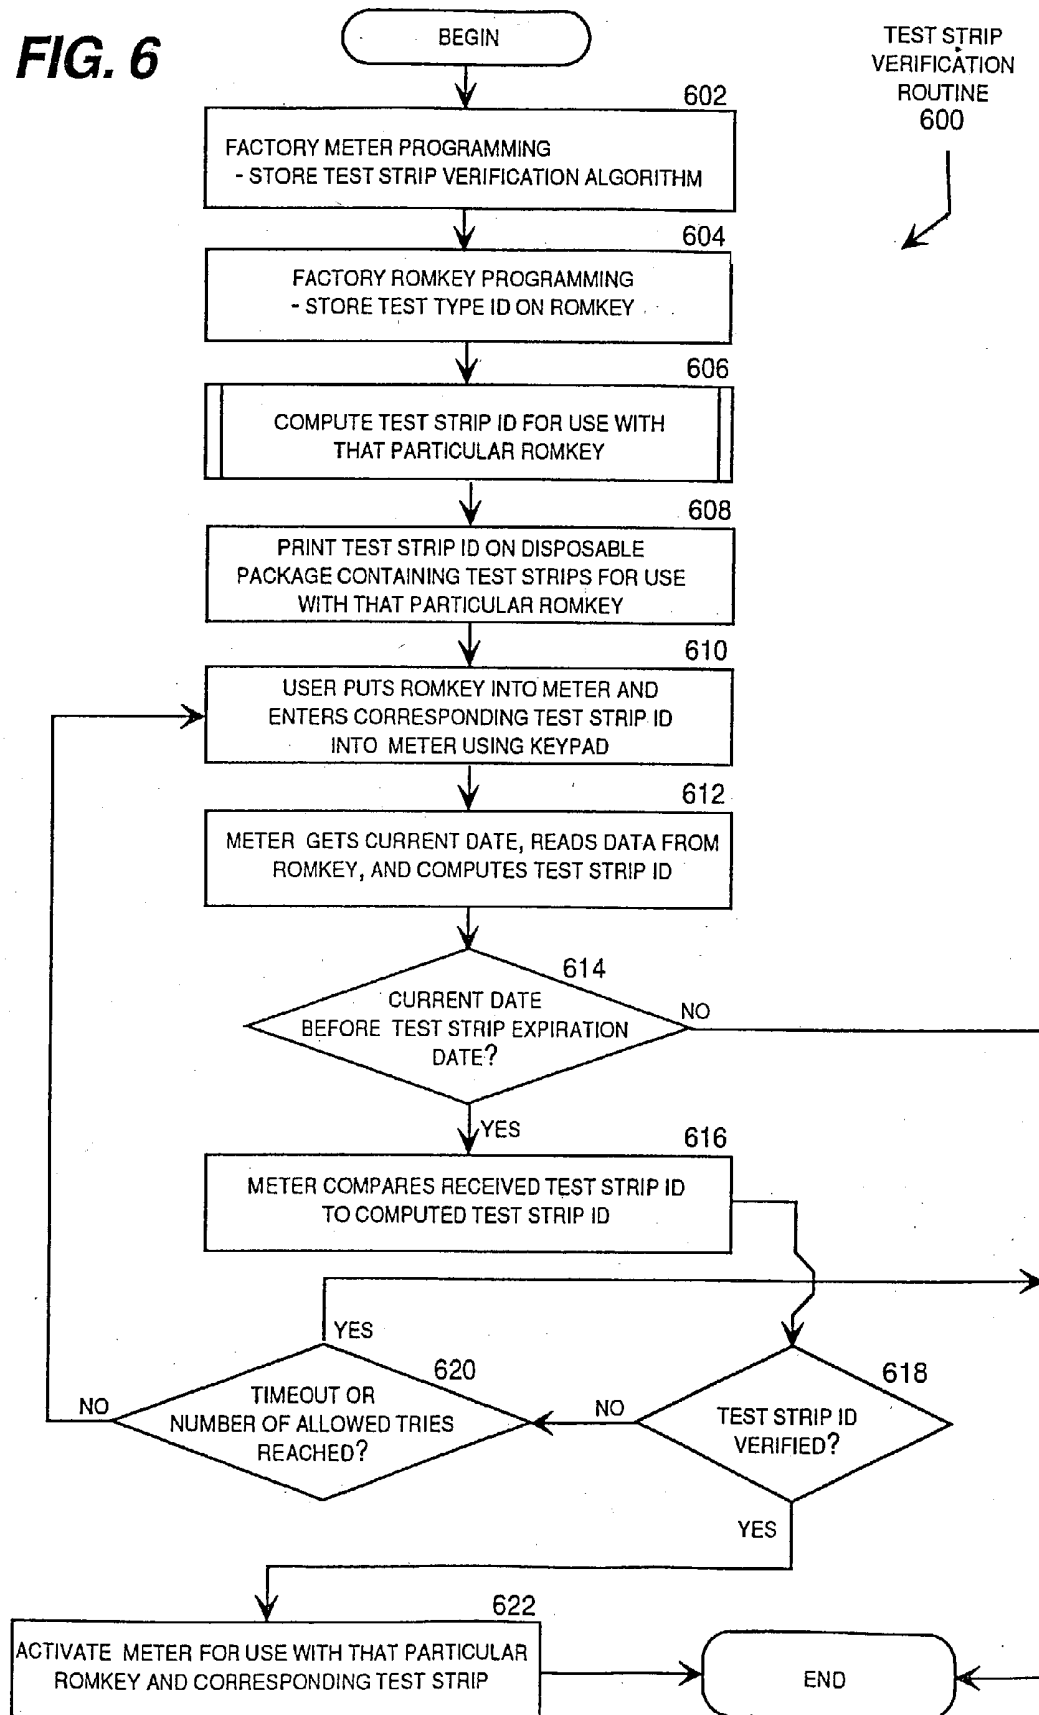 FIG. 6
BEGIN
TEST STRIP
VERIFICATION
ROUTINE
600
602
FACTORY METER PROGRAMMING
- STORE TEST STRIP VERIFICATION ALGORITHM
604
FACTORY ROMKEY PROGRAMMING
- STORE TEST TYPE ID ON ROMKEY
606
COMPUTE TEST STRIP ID FOR USE WITH
THAT PARTICULAR ROMKEY
608
PRINT TEST STRIP ID ON DISPOSABLE
PACKAGE CONTAINING TEST STRIPS FOR USE
WITH THAT PARTICULAR ROMKEY
610
USER PUTS ROMKEY INTO METER AND
ENTERS CORRESPONDING TEST STRIP ID
INTO METER USING KEYPAD
612
METER GETS CURRENT DATE, READS DATA FROM
ROMKEY, AND COMPUTES TEST STRIP ID
614
CURRENT DATE
BEFORE TEST STRIP EXPIRATION
DATE?
NO
YES
616
METER COMPARES RECEIVED TEST STRIP ID
TO COMPUTED TEST STRIP ID
YES
620
TIMEOUT OR
NUMBER OF ALLOWED TRIES
REACHED?
NO
NO
618
TEST STRIP ID
VERIFIED?
YES
622
ACTIVATE METER FOR USE WITH THAT PARTICULAR
ROMKEY AND CORRESPONDING TEST STRIP
END